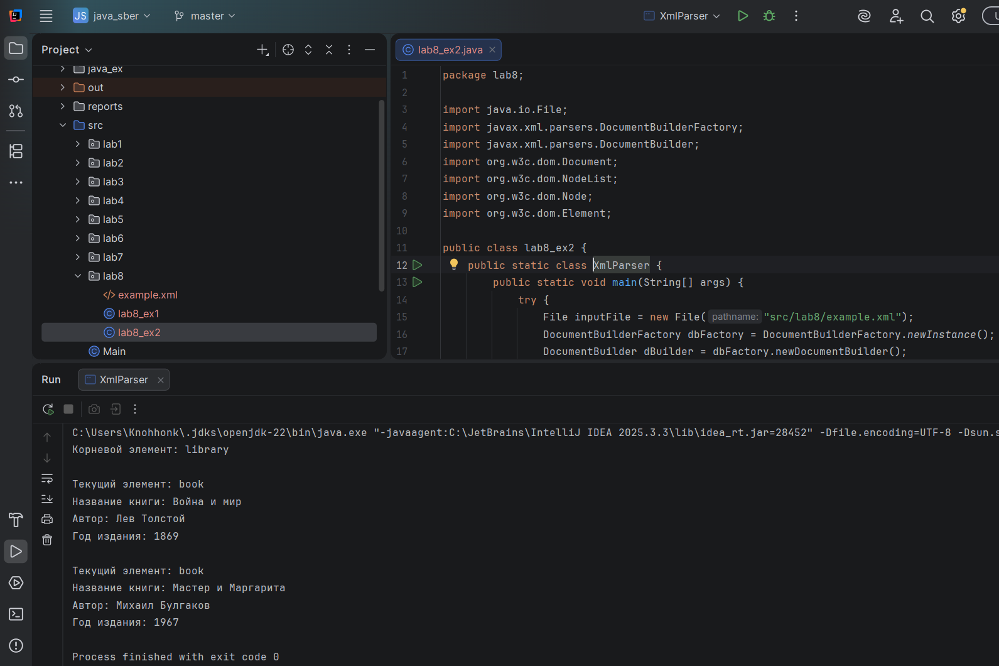 JS java_sber master XmlParser
Project
java_ex
out
reports
src
lab1
lab2
lab3
lab4
lab5
lab6
lab7
lab8
</> example.xml
lab8_ex1
lab8_ex2
Main
lab8_ex2.java
1 package lab8;
2
3 import java.io.File;
4 import javax.xml.parsers.DocumentBuilderFactory;
5 import javax.xml.parsers.DocumentBuilder;
6 import org.w3c.dom.Document;
7 import org.w3c.dom.NodeList;
8 import org.w3c.dom.Node;
9 import org.w3c.dom.Element;
10
11 public class lab8_ex2 {
12 public static class XmlParser {
13 public static void main(String[] args) {
14 try {
15 File inputFile = new File( pathname: "src/lab8/example.xml");
16 DocumentBuilderFactory dbFactory = DocumentBuilderFactory.newInstance();
17 DocumentBuilder dBuilder = dbFactory.newDocumentBuilder();
Run XmlParser
C:\Users\Knohhonk\.jdks\openjdk-22\bin\java.exe "-javaagent:C:\JetBrains\IntelliJ IDEA 2025.3.3\lib\idea_rt.jar=28452" -Dfile.encoding=UTF-8 -Dsun.s
Корневой элемент: library
Текущий элемент: book
Название книги: Война и мир
Автор: Лев Толстой
Год издания: 1869
Текущий элемент: book
Название книги: Мастер и Маргарита
Автор: Михаил Булгаков
Год издания: 1967
Process finished with exit code 0